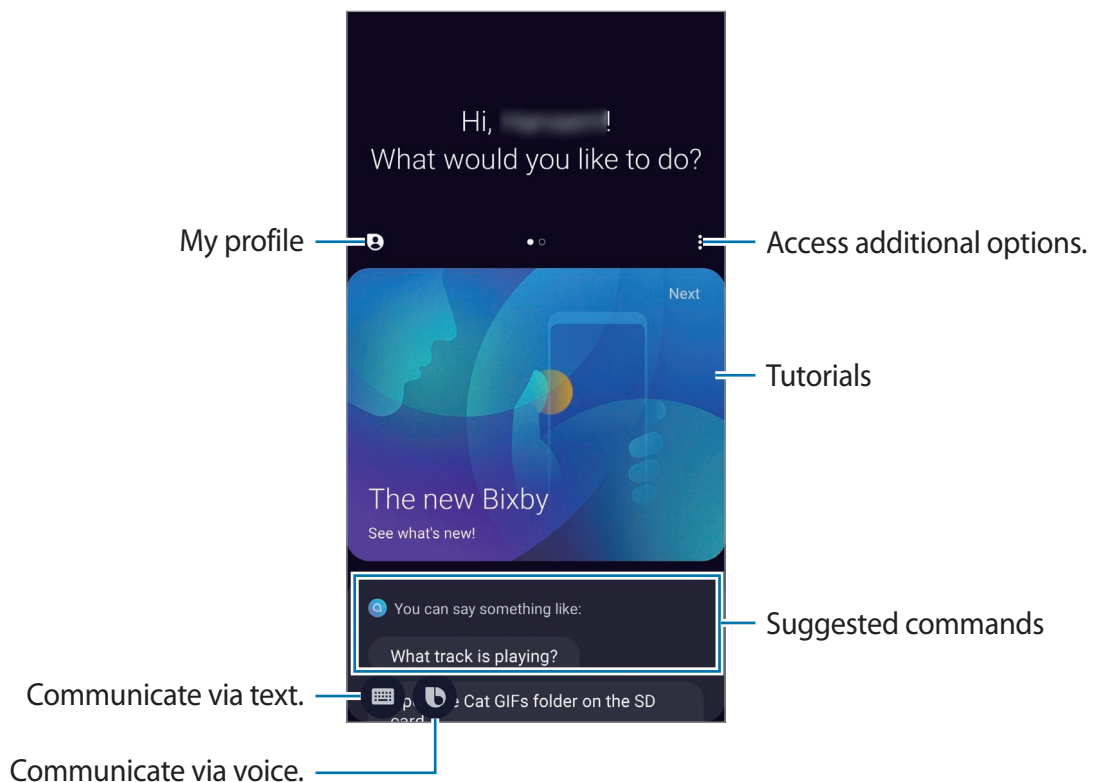 Hi, !
What would you like to do?
My profile
Access additional options.
Next
Tutorials
The new Bixby
See what's new!
You can say something like:
Suggested commands
What track is playing?
Communicate via text.
Cat GIFs folder on the SD
card
Communicate via voice.